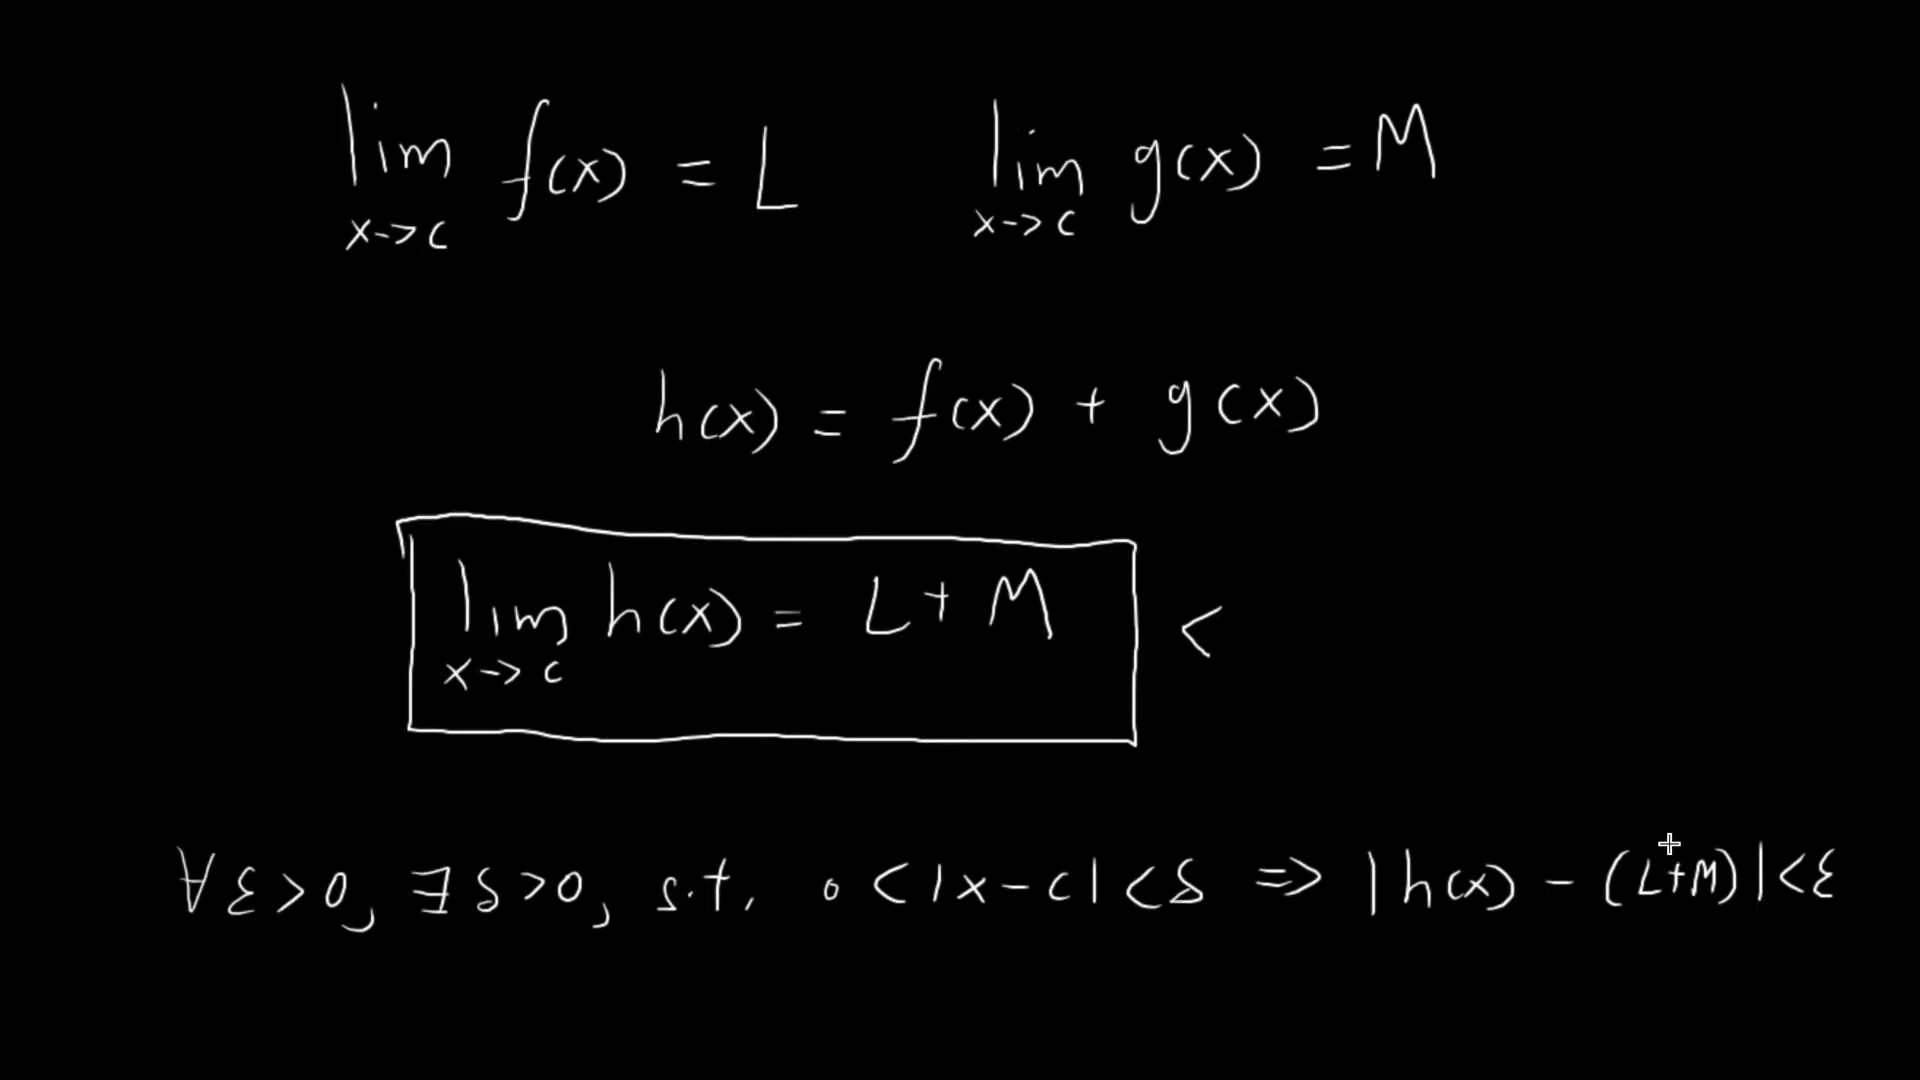 lim x->c f(x) = L lim x->c g(x) = M
h(x) = f(x) + g(x)
lim x->c h(x) = L+M <
∀ε>0, ∃δ>0, s.t. 0<|x-c|<δ => |h(x) - (L+M)|<ε